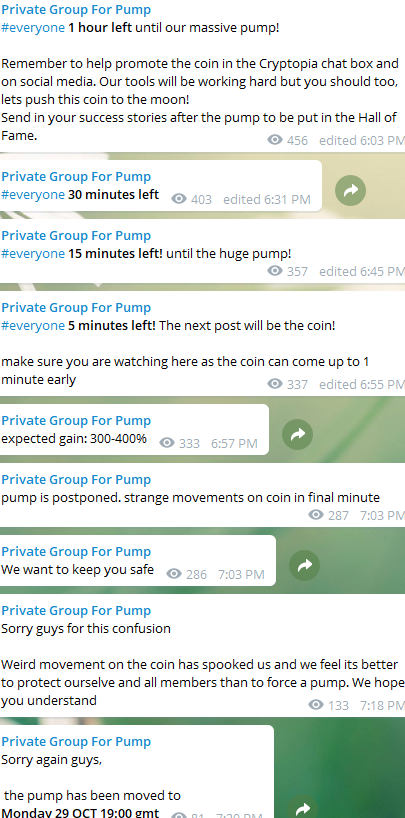 Private Group For Pump
#everyone 1 hour left until our massive pump!
Remember to help promote the coin in the Cryptopia chat box and
on social media. Our tools will be working hard but you should too,
lets push this coin to the moon!
Send in your success stories after the pump to be put in the Hall of
Fame.
456 edited 6:03 PM
Private Group For Pump
#everyone 30 minutes left
403 edited 6:31 PM
Private Group For Pump
#everyone 15 minutes left! until the huge pump!
357 edited 6:45 PM
Private Group For Pump
#everyone 5 minutes left! The next post will be the coin!
make sure you are watching here as the coin can come up to 1
minute early
337 edited 6:55 PM
Private Group For Pump
expected gain: 300-400%
333 6:57 PM
Private Group For Pump
pump is postponed. strange movements on coin in final minute
287 7:03 PM
Private Group For Pump
We want to keep you safe
286 7:03 PM
Private Group For Pump
Sorry guys for this confusion
Weird movement on the coin has spooked us and we feel its better
to protect ourselve and all members than to force a pump. We hope
you understand
133 7:18 PM
Private Group For Pump
Sorry again guys,
the pump has been moved to
Monday 29 OCT 19:00 gmt
81